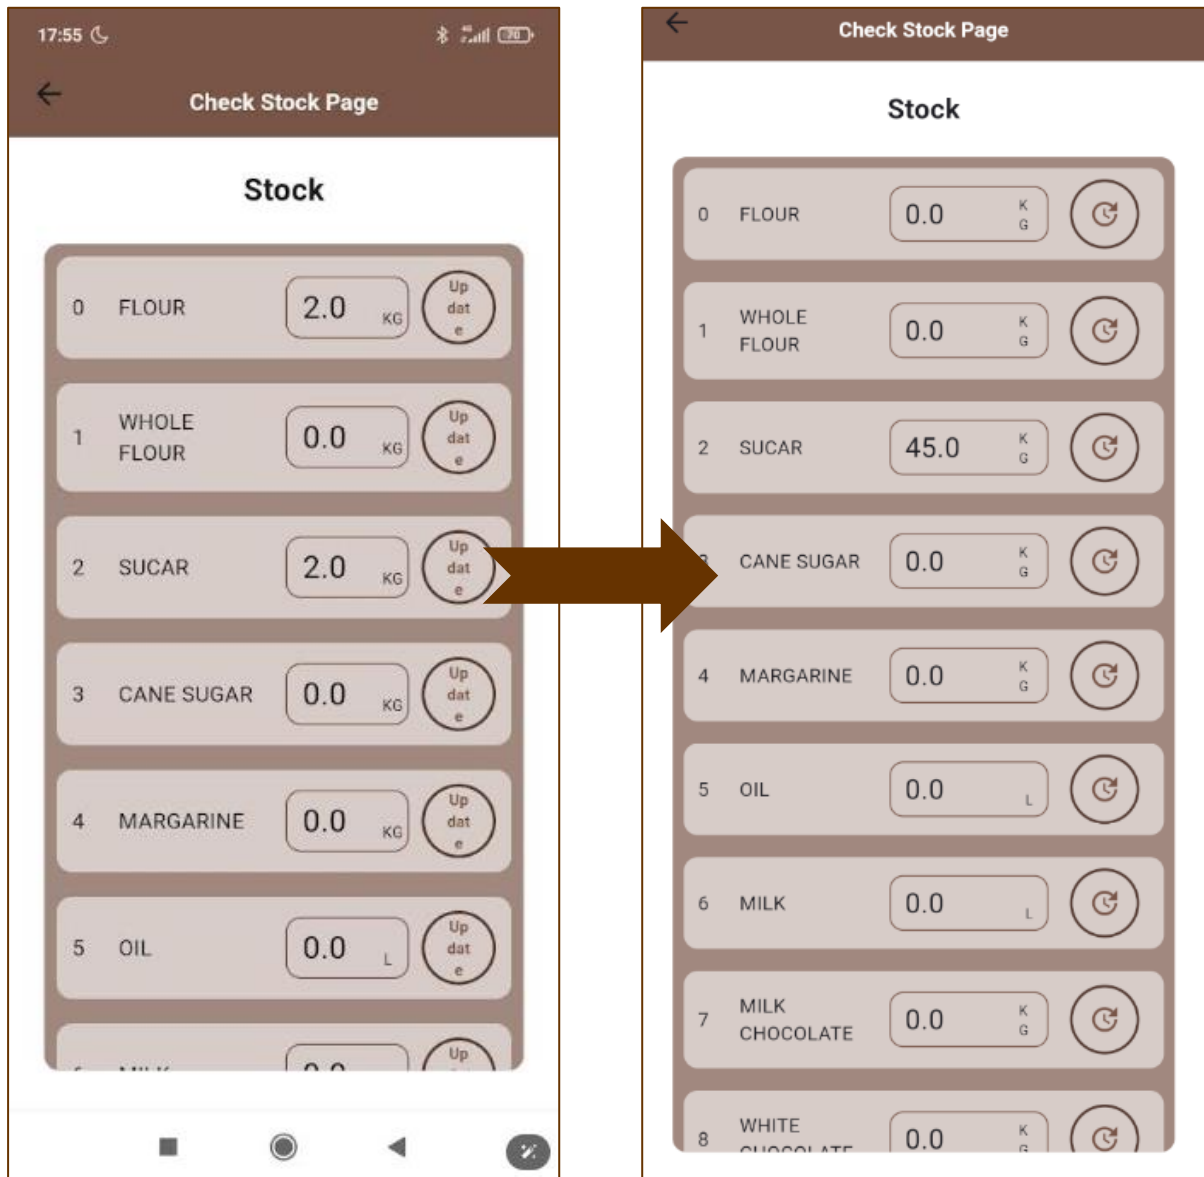 17:55
70
Check Stock Page
Stock
0 FLOUR 2.0 KG Up
dat
e
1 WHOLE
FLOUR 0.0 KG Up
dat
e
2 SUCAR 2.0 KG Up
dat
e
3 CANE SUGAR 0.0 KG Up
dat
e
4 MARGARINE 0.0 KG Up
dat
e
5 OIL 0.0 L Up
dat
e
Up
Check Stock Page
Stock
0 FLOUR 0.0 K
G
1 WHOLE
FLOUR 0.0 K
G
2 SUCAR 45.0 K
G
CANE SUGAR 0.0 K
G
4 MARGARINE 0.0 K
G
5 OIL 0.0 L
6 MILK 0.0 L
7 MILK
CHOCOLATE 0.0 K
G
8 WHITE
CHOCOLATE 0.0 K
G